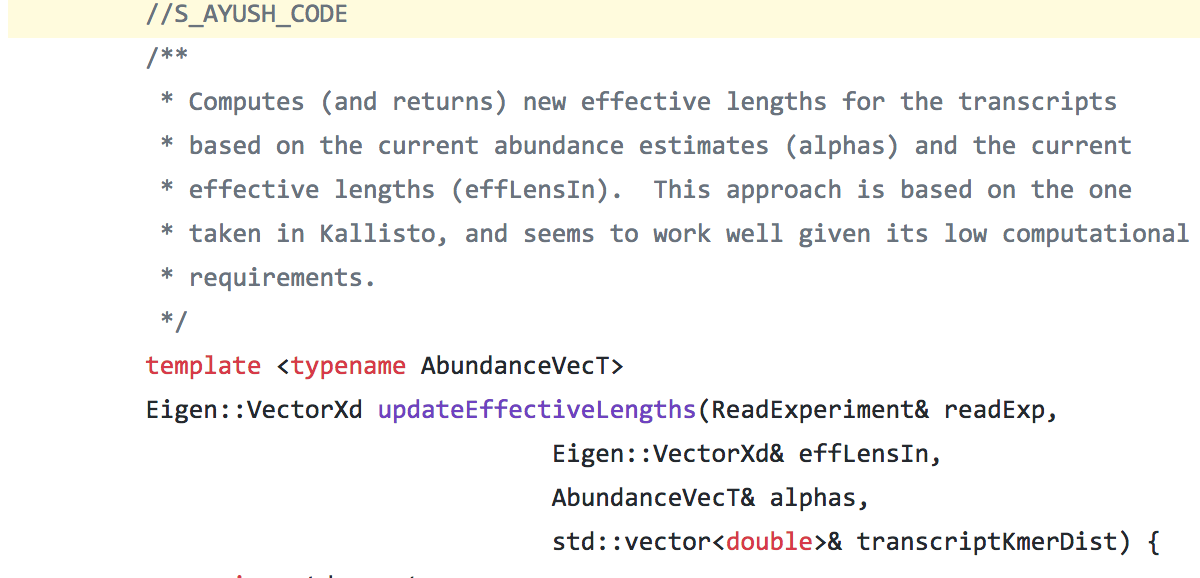 //S_AYUSH_CODE
/**
* Computes (and returns) new effective lengths for the transcripts
* based on the current abundance estimates (alphas) and the current
* effective lengths (effLensIn).  This approach is based on the one
* taken in Kallisto, and seems to work well given its low computational
* requirements.
*/
template <typename AbundanceVecT>
Eigen::VectorXd updateEffectiveLengths(ReadExperiment& readExp,
Eigen::VectorXd& effLensIn,
AbundanceVecT& alphas,
std::vector<double>& transcriptKmerDist) {